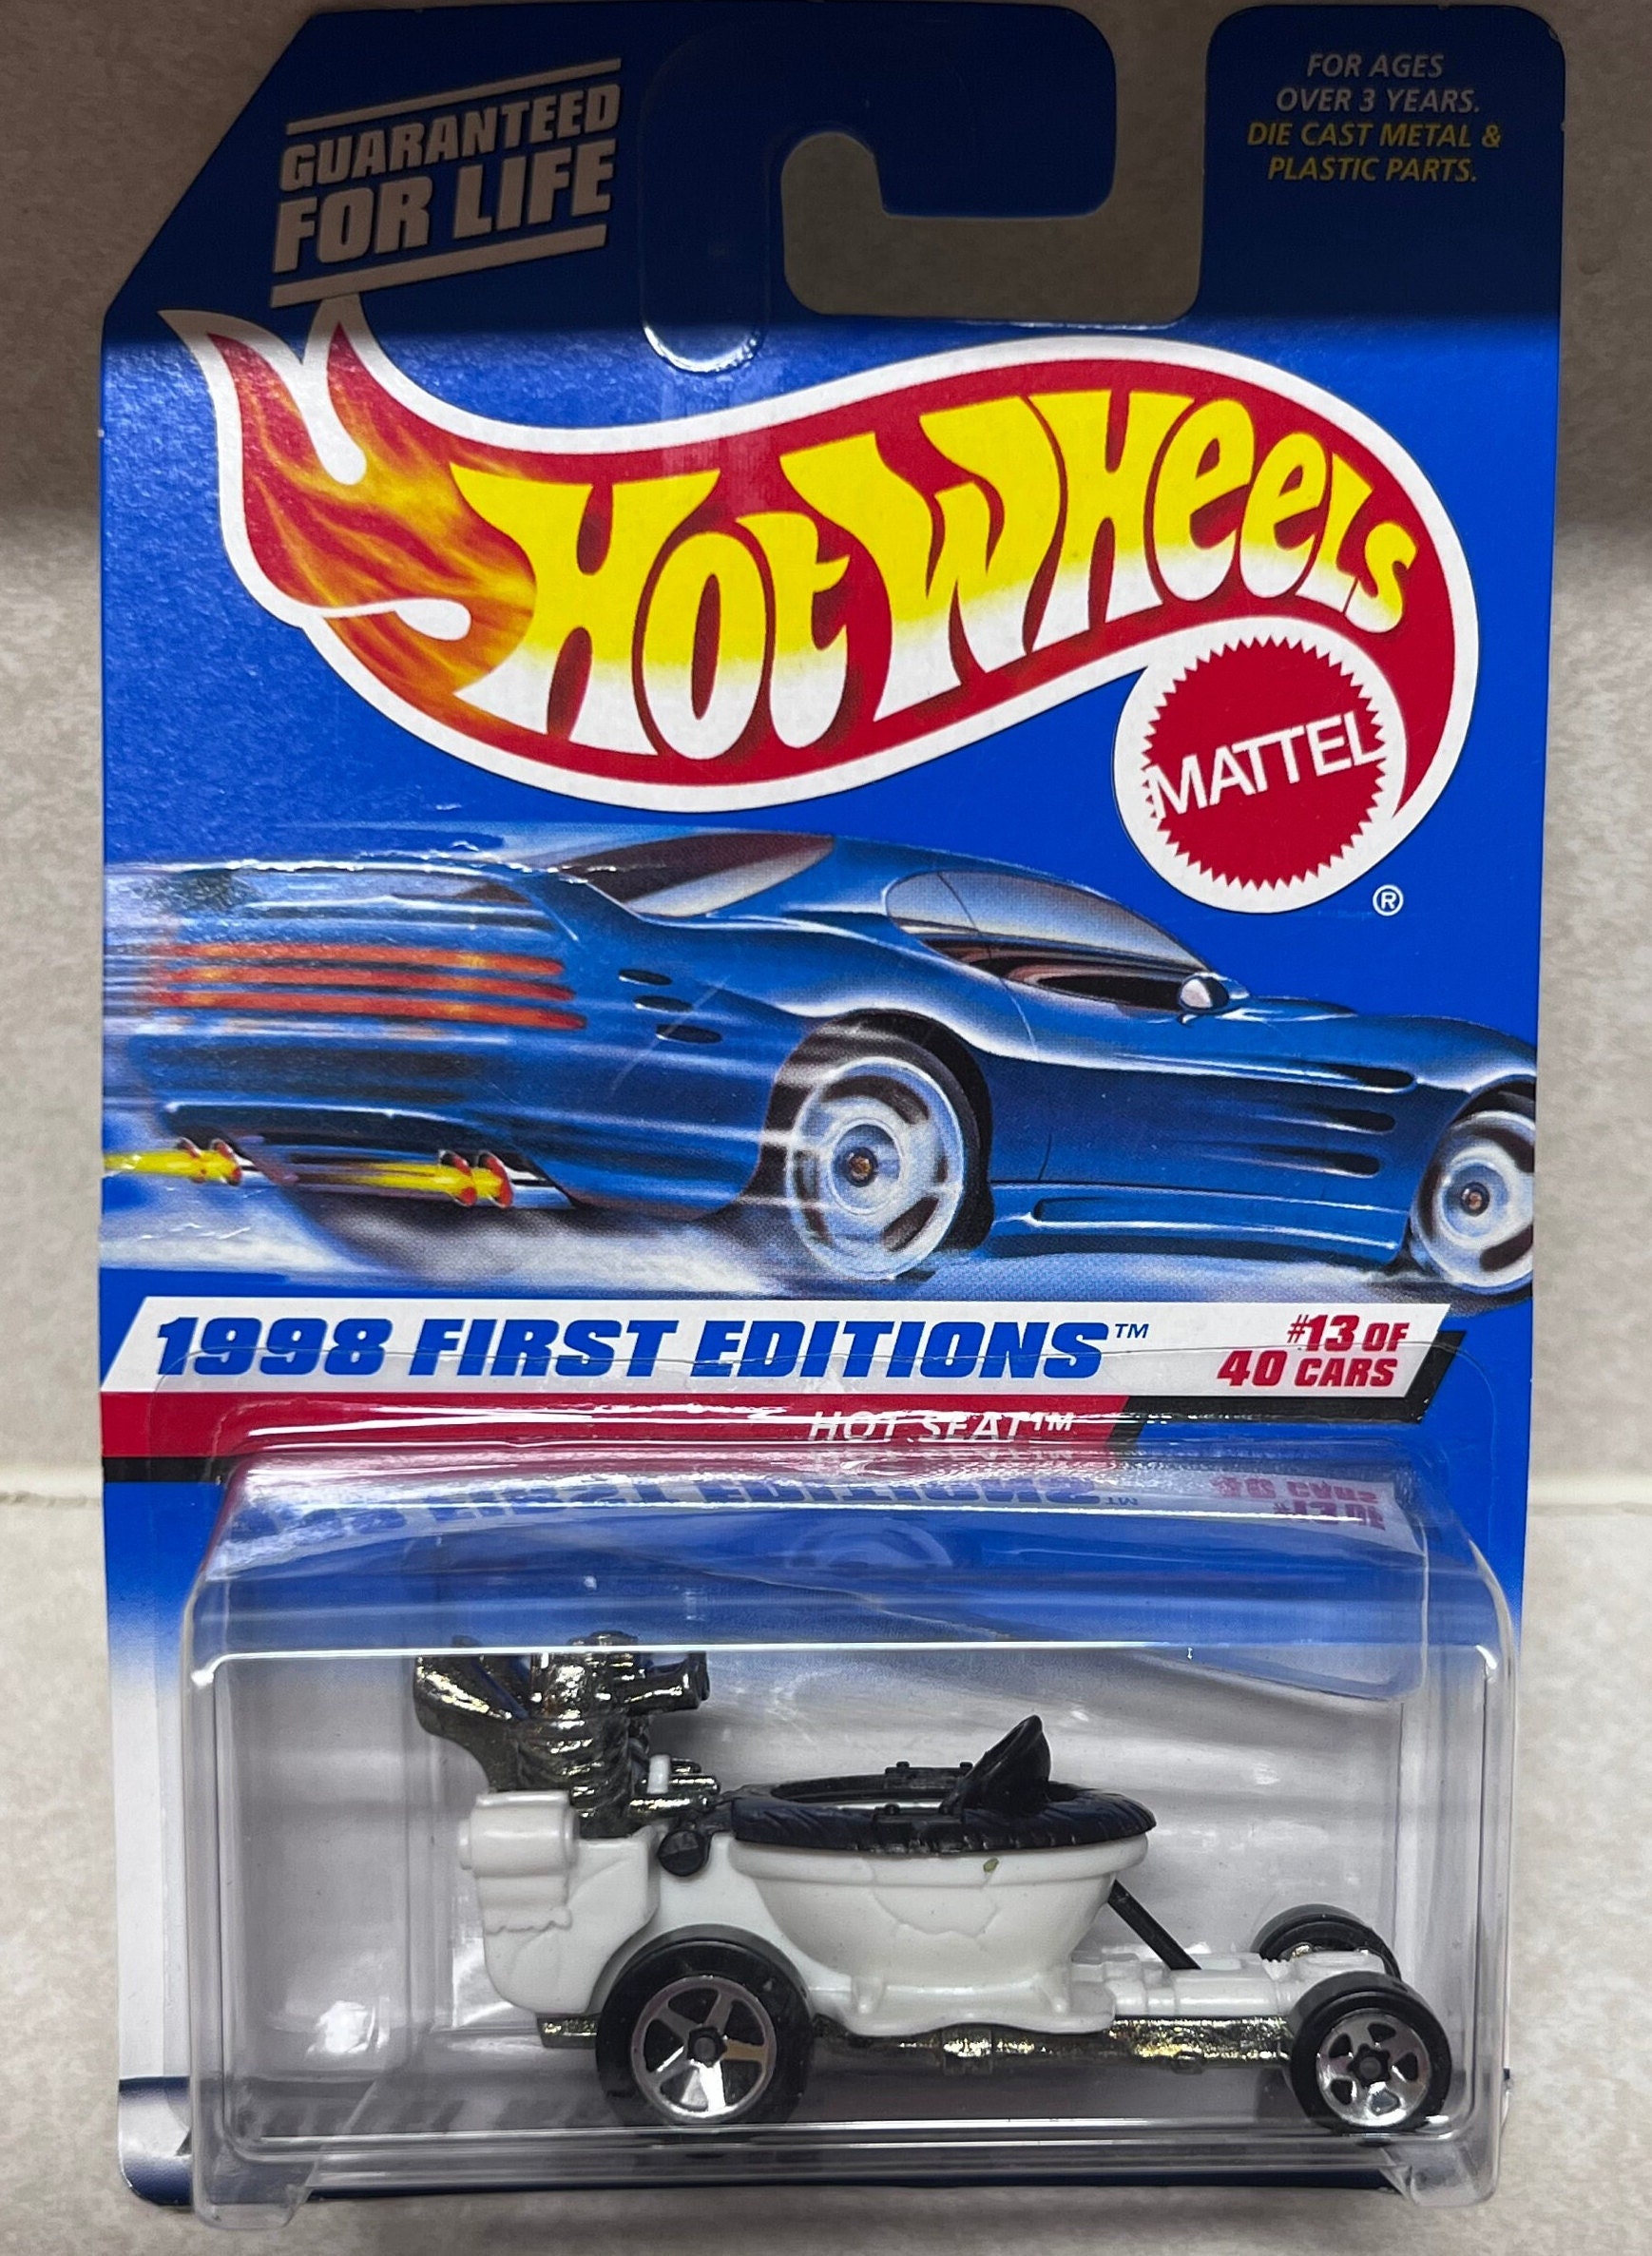 GUARANTEED
FOR LIFE
FOR AGES
OVER 3 YEARS.
DIE CAST METAL &
PLASTIC PARTS.
HOT WHEELS
MATTEL
®
1998 FIRST EDITIONS™
#13 OF
40 CARS
HOT SEAT™